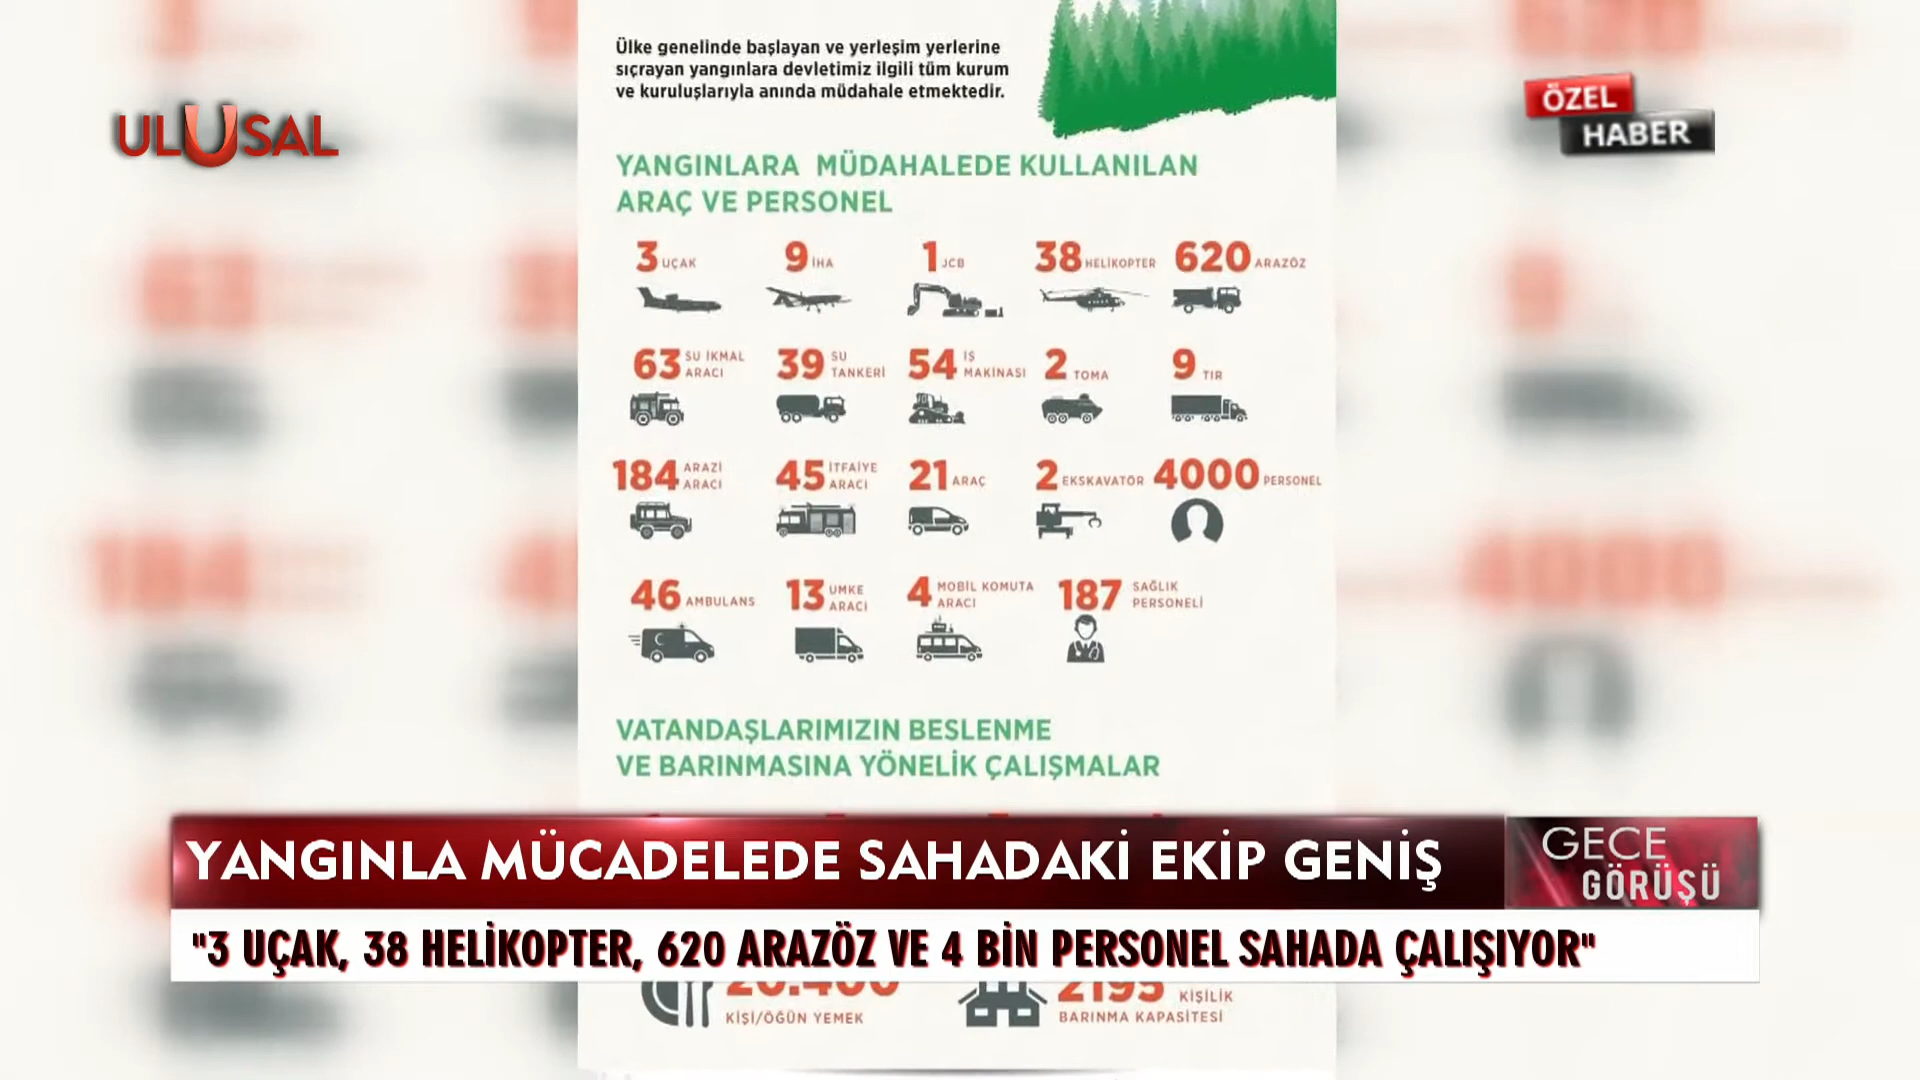 Ülke genelinde başlayan ve yerleşim yerlerine
sıçrayan yangınlara devletimiz ilgili tüm kurum
ve kuruluşlarıyla anında müdahale etmektedir.
ULUSAL
ÖZEL
HABER
YANGINLARA MÜDAHALEDE KULLANILAN
ARAÇ VE PERSONEL
3 UÇAK
9 İHA
1 JCB
38 HELİKOPTER
620 ARAZÖZ
63 SU İKMAL
ARACI
39 SU
TANKERİ
54 İŞ
MAKİNASI
2 TOMA
9 TIR
184 ARAZİ
ARACI
45 İTFAİYE
ARACI
21 ARAÇ
2 EKSKAVATÖR
4000 PERSONEL
46 AMBULANS
13 UMKE
ARACI
4 MOBİL KOMUTA
ARACI
187 SAĞLIK
PERSONELİ
VATANDAŞLARIMIZIN BESLENME
VE BARINMASINA YÖNELİK ÇALIŞMALAR
YANGINLA MÜCADELEDE SAHADAKİ EKİP GENİŞ
GECE
GÖRÜŞÜ
"3 UÇAK, 38 HELİKOPTER, 620 ARAZÖZ VE 4 BİN PERSONEL SAHADA ÇALIŞIYOR"
KİŞİ/ÖĞÜN YEMEK
2195 KİŞİLİK
BARINMA KAPASİTESİ